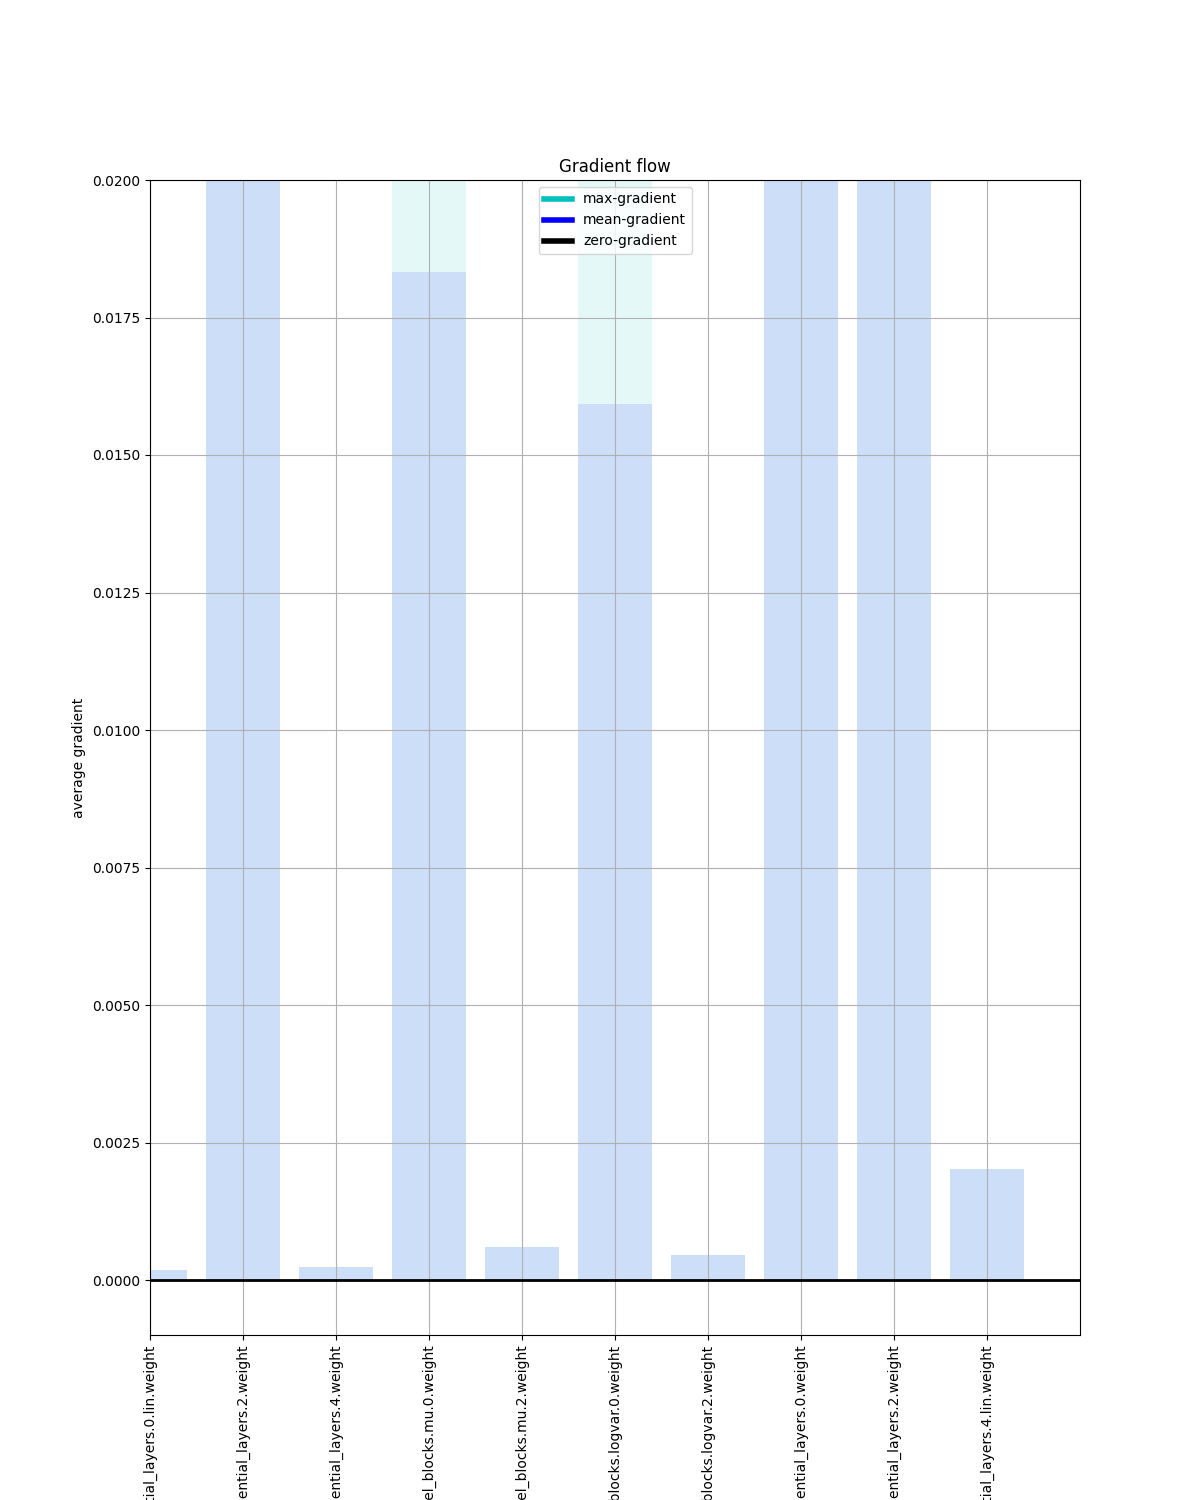 Gradient flow
max-gradient
mean-gradient
zero-gradient
0.0200
0.0175
0.0150
0.0125
0.0100
0.0075
0.0050
0.0025
0.0000
average gradient
tial_layers.0.lin.weight
ential_layers.2.weight
ential_layers.4.weight
el_blocks.mu.0.weight
el_blocks.mu.2.weight
blocks.logvar.0.weight
blocks.logvar.2.weight
ential_layers.0.weight
ential_layers.2.weight
tial_layers.4.lin.weight